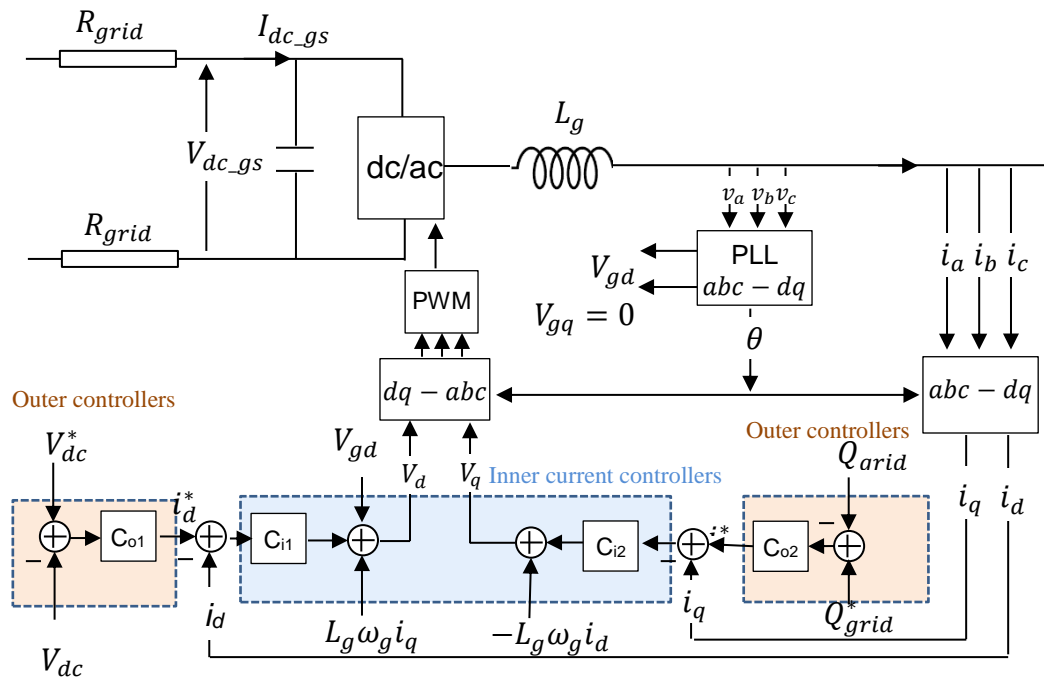 R_grid
I_dc_gs
L_g
V_dc_gs
dc/ac
v_a v_b v_c
R_grid
PLL
abc − dq
i_a i_b i_c
V_gd
PWM
V_gq = 0
θ
dq − abc
abc − dq
Outer controllers
Outer controllers
V*_dc
V_gd
V_d
V_q
Inner current controllers
Q_arid
i_q
i_d
i*_d
C_o1
C_i1
C_i2
i*
C_o2
−
−
−
−
i_d
i_q
Q*_grid
V_dc
L_g ω_g i_q
−L_g ω_g i_d